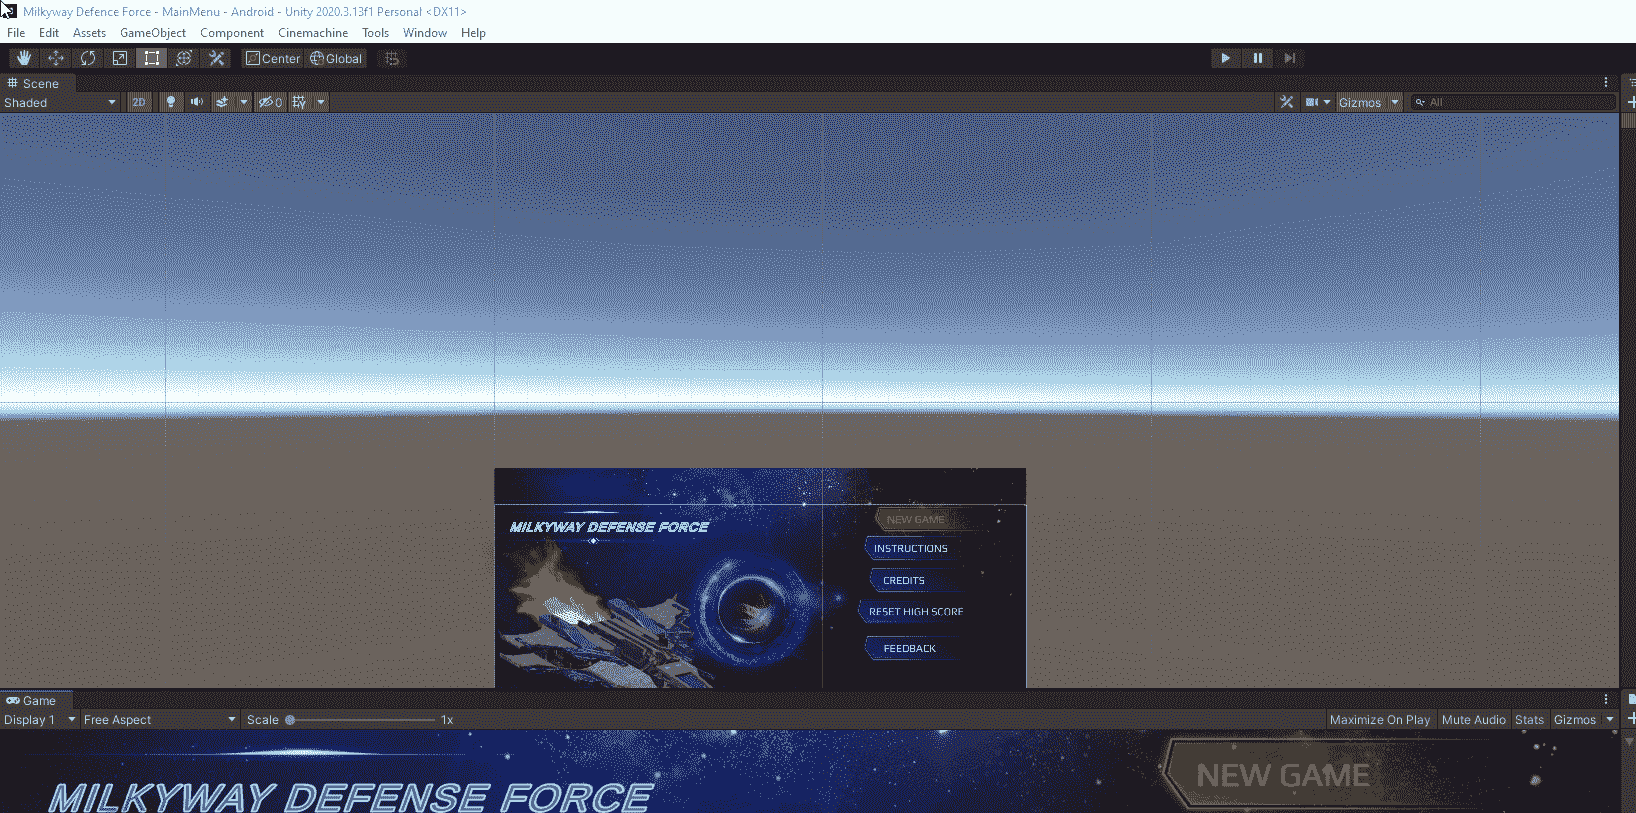 Milkyway Defence Force - MainMenu - Android - Unity 2020.3.13f1 Personal <DX11>
File Edit Assets GameObject Component Cinemachine Tools Window Help
Center Global
Scene
Shaded 2D 0 Gizmos All
MILKYWAY DEFENSE FORCE
NEW GAME
INSTRUCTIONS
CREDITS
RESET HIGH SCORE
FEEDBACK
Game
Display 1 Free Aspect Scale 1x Maximize On Play Mute Audio Stats Gizmos
MILKYWAY DEFENSE FORCE
NEW GAME